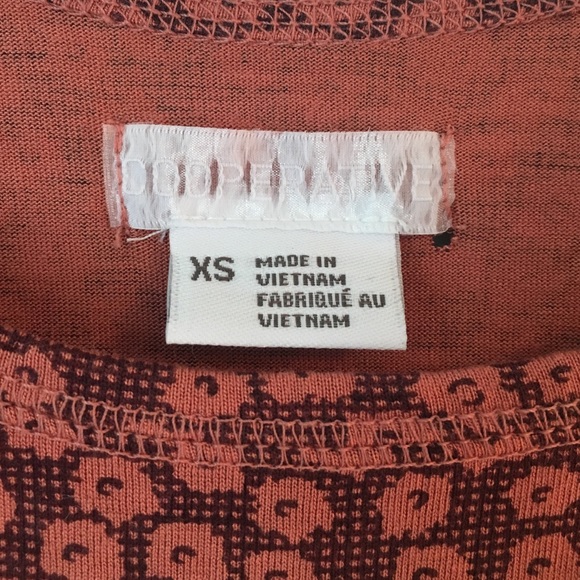 COOPERATIVE
XS
MADE IN
VIETNAM
FABRIQUÉ AU
VIETNAM